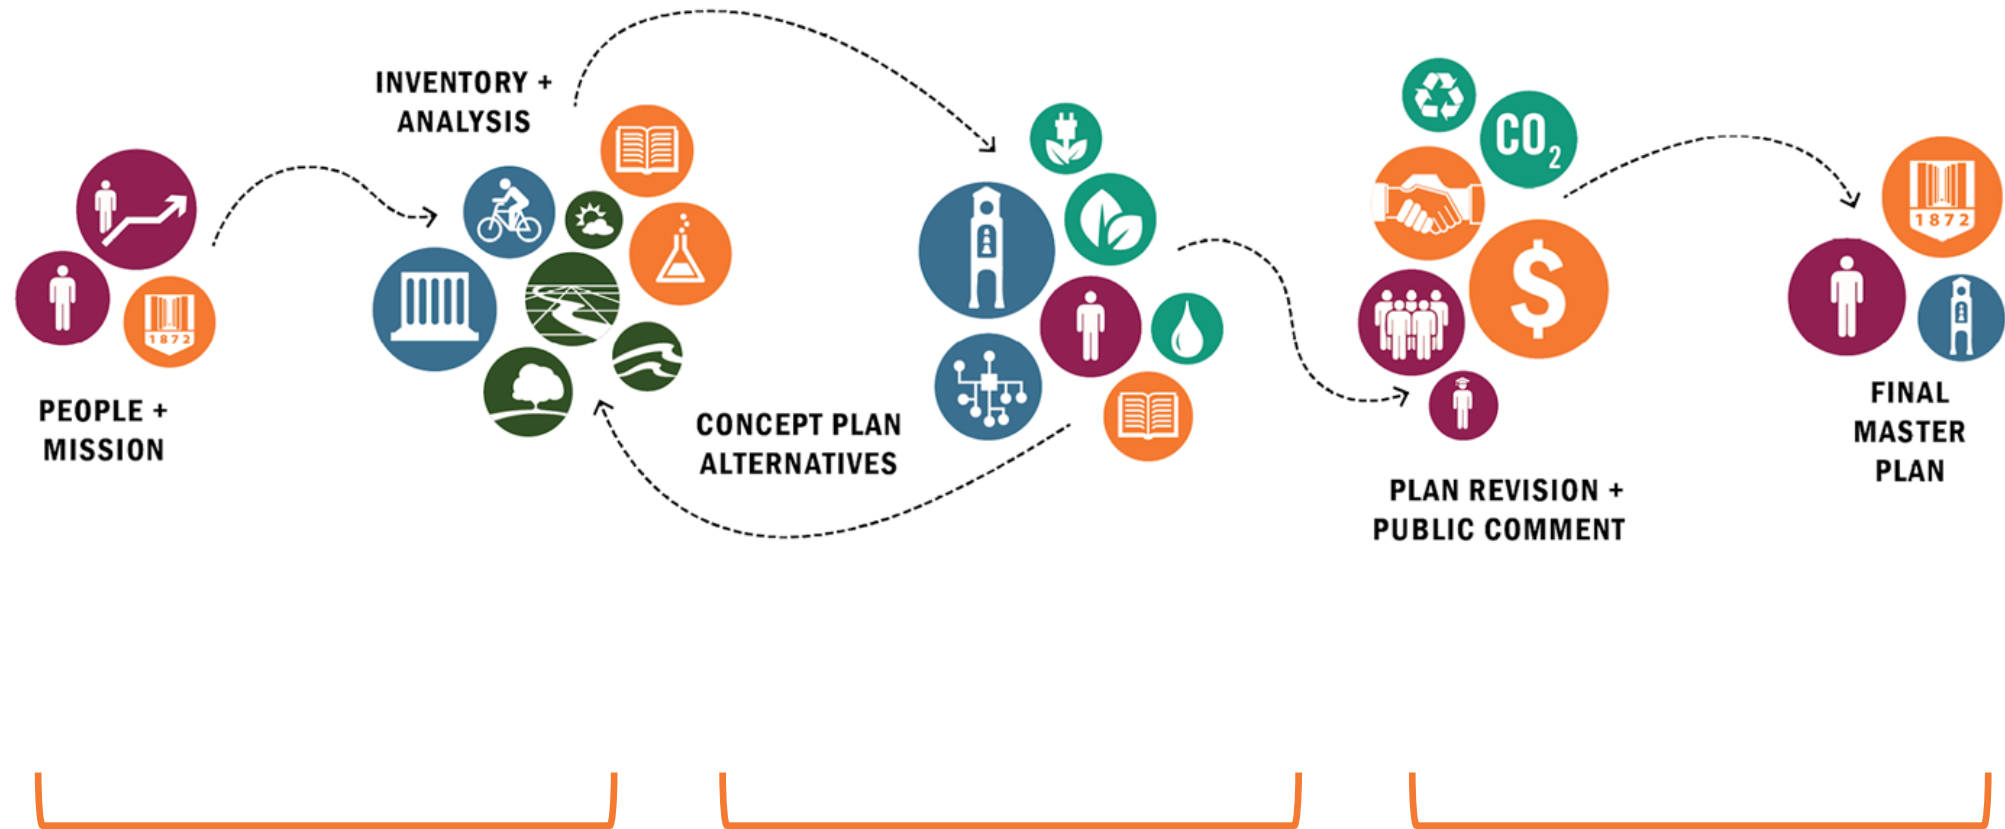 PEOPLE +
MISSION
1872
INVENTORY +
ANALYSIS
CONCEPT PLAN
ALTERNATIVES
CO2
$
PLAN REVISION +
PUBLIC COMMENT
1872
FINAL
MASTER
PLAN